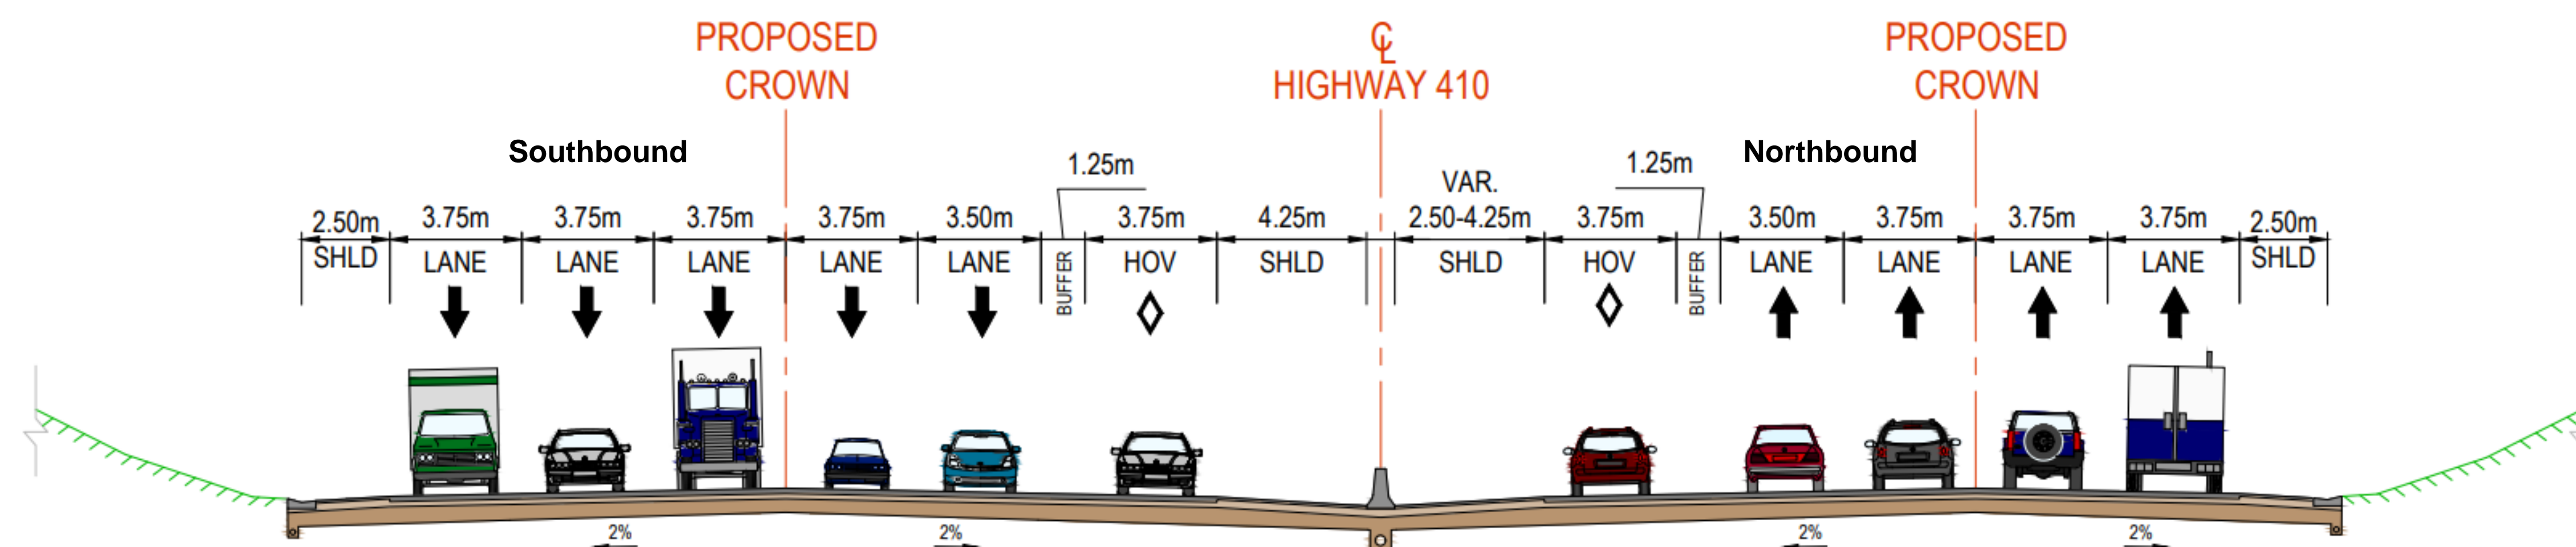 PROPOSED
CROWN
℄
HIGHWAY 410
PROPOSED
CROWN
Southbound
Northbound
1.25m
1.25m
VAR.
2.50m 3.75m 3.75m 3.75m 3.75m 3.50m 3.75m 4.25m 2.50-4.25m 3.75m 3.50m 3.75m 3.75m 3.75m 2.50m
SHLD LANE LANE LANE LANE LANE BUFFER HOV SHLD SHLD HOV BUFFER LANE LANE LANE LANE SHLD
2% 2% 2% 2%